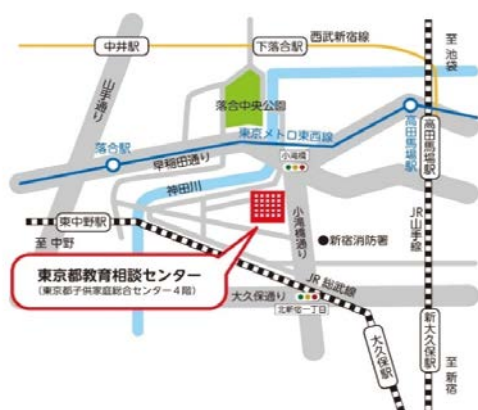 西武新宿線
至 池袋
中井駅
下落合駅
山手通り
落合中央公園
高田馬場駅
高田馬場駅
東京メトロ東西線
落合駅
早稲田通り
小滝橋
神田川
JR山手線
東中野駅
小滝橋通り
新宿消防署
至 中野
東京都教育相談センター
（東京都子供家庭総合センター4階）
JR 総武線
大久保通り
北新宿一丁目
新大久保駅
大久保駅
至 新宿